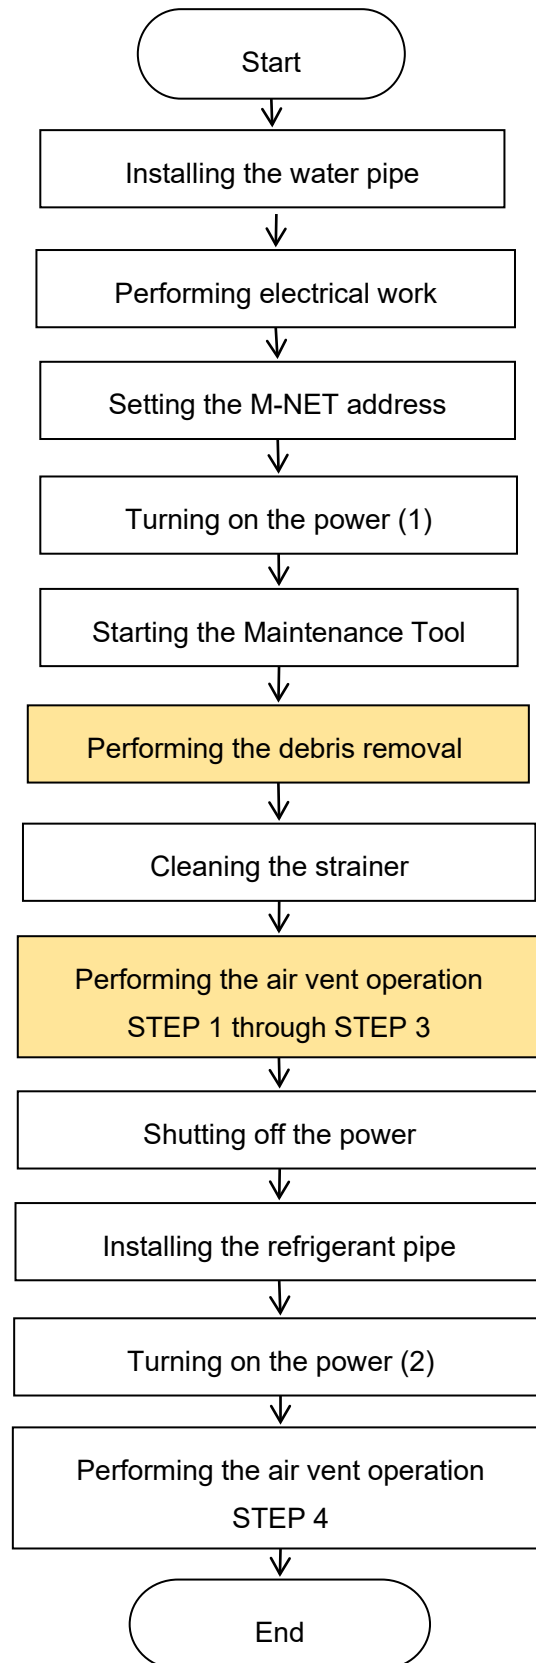 Start
Installing the water pipe
Performing electrical work
Setting the M-NET address
Turning on the power (1)
Starting the Maintenance Tool
Performing the debris removal
Cleaning the strainer
Performing the air vent operation
STEP 1 through STEP 3
Shutting off the power
Installing the refrigerant pipe
Turning on the power (2)
Performing the air vent operation
STEP 4
End